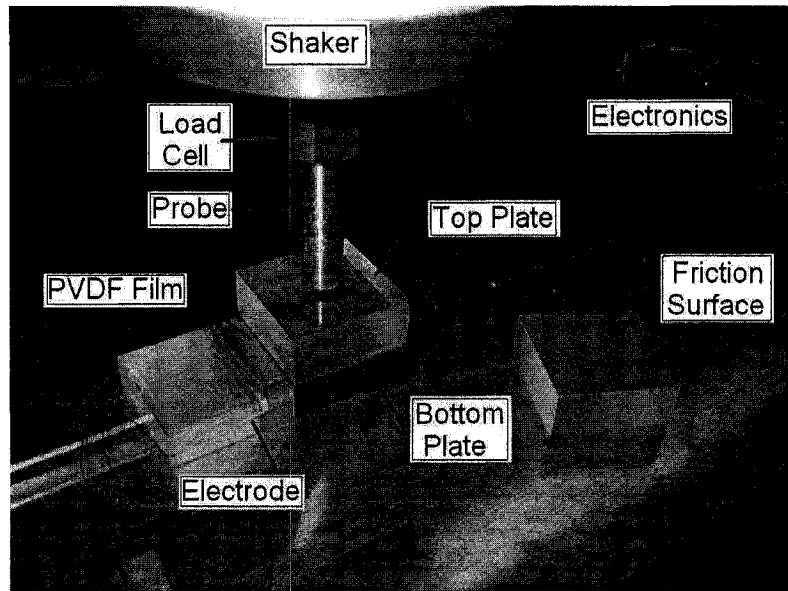 Shaker
Electronics
Load
Cell
Probe
Top Plate
PVDF Film
Friction
Surface
Bottom
Plate
Electrode